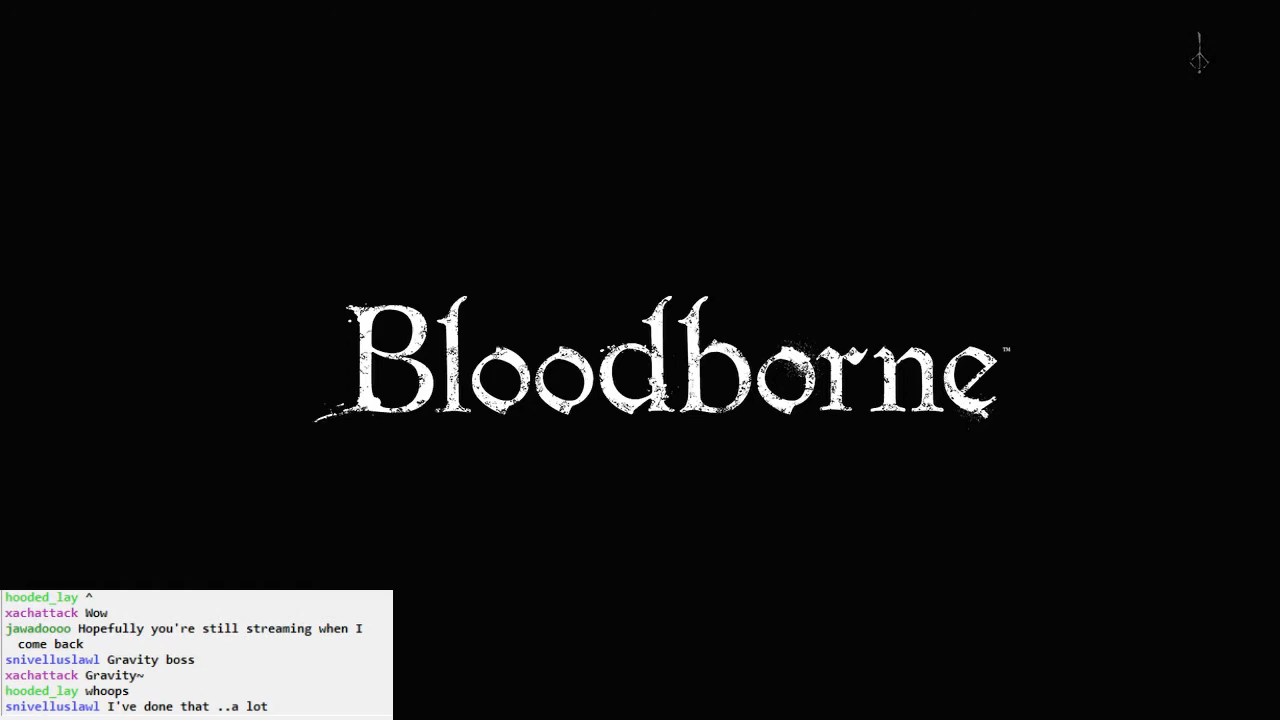 Bloodborne™
hooded_lay ^
xachattack Wow
jawadoooo Hopefully you're still streaming when I
come back
snivelluslawl Gravity boss
xachattack Gravity~
hooded_lay whoops
snivelluslawl I've done that ..a lot